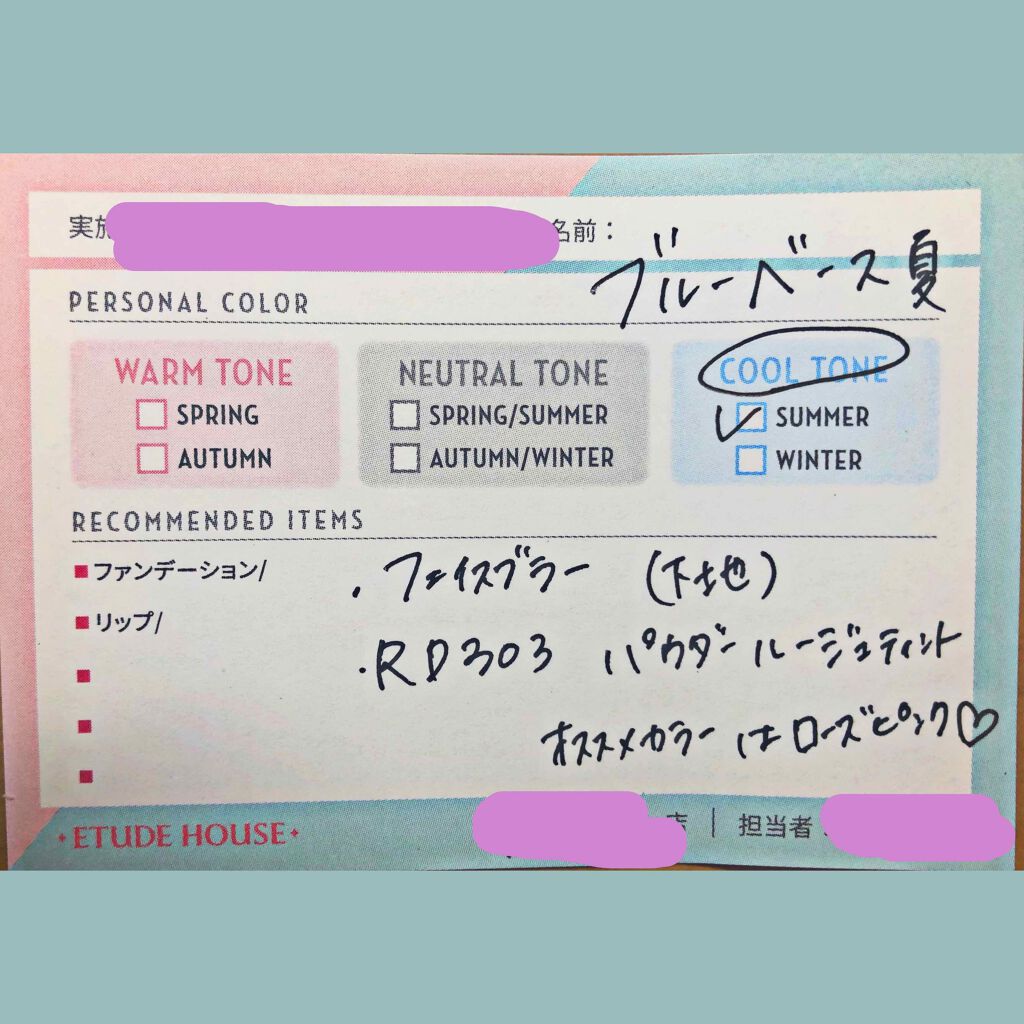 実施
名前：
ブルーベース夏
PERSONAL COLOR
WARM TONE
SPRING
AUTUMN
NEUTRAL TONE
SPRING/SUMMER
AUTUMN/WINTER
COOL TONE
SUMMER
WINTER
RECOMMENDED ITEMS
■ファンデーション/
・フェイスブラー (下地)
■リップ/
・RD303 パウダールージュティント
オススメカラーはローズピンク♡
ETUDE HOUSE
店 | 担当者